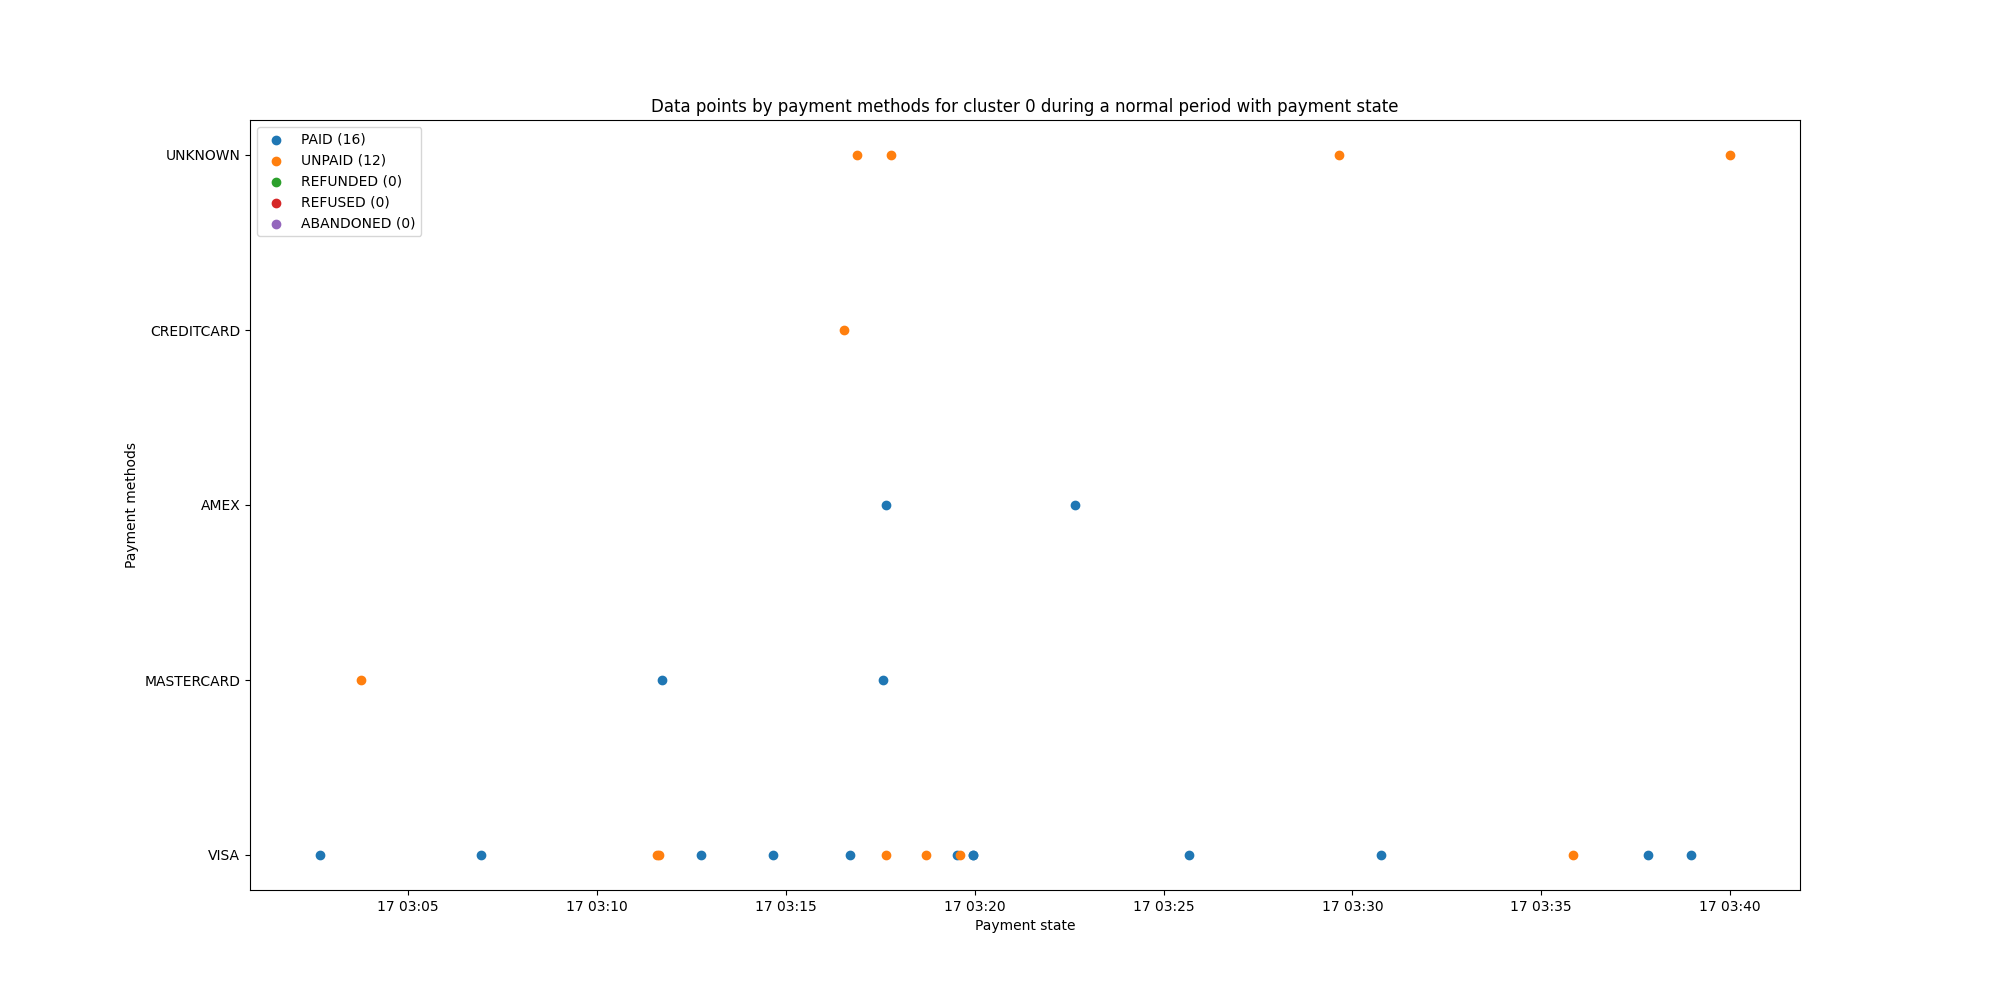 Data points by payment methods for cluster 0 during a normal period with payment state
PAID (16)
UNPAID (12)
REFUNDED (0)
REFUSED (0)
ABANDONED (0)
UNKNOWN
CREDITCARD
AMEX
MASTERCARD
VISA
Payment methods
17 03:05 17 03:10 17 03:15 17 03:20 17 03:25 17 03:30 17 03:35 17 03:40
Payment state